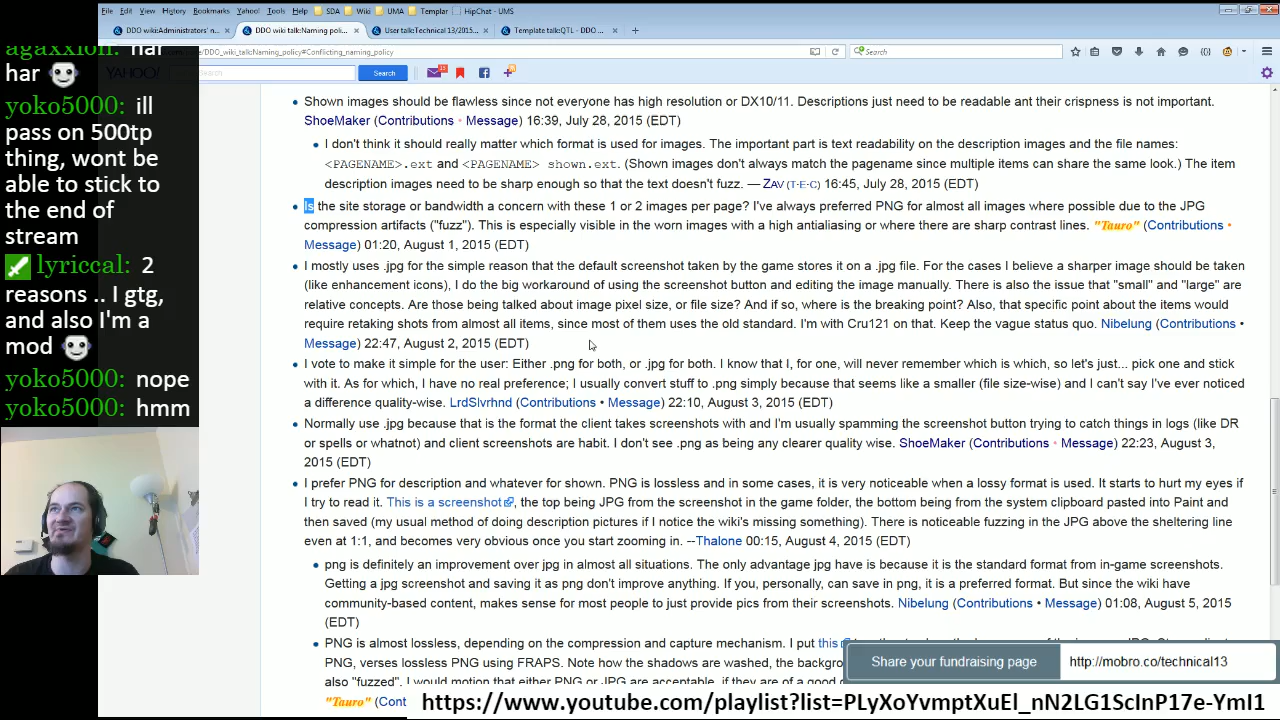 File Edit View History Bookmarks Yahoo! Tools Help SDA Wiki UMA Templar HipChat - UMS
DDO wiki:Administrators' n... DDO wiki talk:Naming poli... User talk:Technical 13/2015... Template talk:QTL - DDO ...
/DDO_wiki_talk:Naming_policy#Conflicting_naming_policy
Search
YAHOO!
Search
Search
agaxxion: har
har
yoko5000: ill
pass on 500tp
thing, wont be
able to stick to
the end of
stream
lyriccal: 2
reasons .. I gtg,
and also I'm a
mod
yoko5000: nope
yoko5000: hmm
Shown images should be flawless since not everyone has high resolution or DX10/11. Descriptions just need to be readable ant their crispness is not important.
ShoeMaker (Contributions • Message) 16:39, July 28, 2015 (EDT)
I don't think it should really matter which format is used for images. The important part is text readability on the description images and the file names:
<PAGENAME>.ext and <PAGENAME> shown.ext. (Shown images don't always match the pagename since multiple items can share the same look.) The item
description images need to be sharp enough so that the text doesn't fuzz. — ZAV (T·E·C) 16:45, July 28, 2015 (EDT)
Is the site storage or bandwidth a concern with these 1 or 2 images per page? I've always preferred PNG for almost all images where possible due to the JPG
compression artifacts ("fuzz"). This is especially visible in the worn images with a high antialiasing or where there are sharp contrast lines. "Tauro" (Contributions •
Message) 01:20, August 1, 2015 (EDT)
I mostly uses .jpg for the simple reason that the default screenshot taken by the game stores it on a .jpg file. For the cases I believe a sharper image should be taken
(like enhancement icons), I do the big workaround of using the screenshot button and editing the image manually. There is also the issue that "small" and "large" are
relative concepts. Are those being talked about image pixel size, or file size? And if so, where is the breaking point? Also, that specific point about the items would
require retaking shots from almost all items, since most of them uses the old standard. I'm with Cru121 on that. Keep the vague status quo. Nibelung (Contributions •
Message) 22:47, August 2, 2015 (EDT)
I vote to make it simple for the user: Either .png for both, or .jpg for both. I know that I, for one, will never remember which is which, so let's just... pick one and stick
with it. As for which, I have no real preference; I usually convert stuff to .png simply because that seems like a smaller (file size-wise) and I can't say I've ever noticed
a difference quality-wise. LrdSlvrhnd (Contributions • Message) 22:10, August 3, 2015 (EDT)
Normally use .jpg because that is the format the client takes screenshots with and I'm usually spamming the screenshot button trying to catch things in logs (like DR
or spells or whatnot) and client screenshots are habit. I don't see .png as being any clearer quality wise. ShoeMaker (Contributions • Message) 22:23, August 3,
2015 (EDT)
I prefer PNG for description and whatever for shown. PNG is lossless and in some cases, it is very noticeable when a lossy format is used. It starts to hurt my eyes if
I try to read it. This is a screenshot, the top being JPG from the screenshot in the game folder, the bottom being from the system clipboard pasted into Paint and
then saved (my usual method of doing description pictures if I notice the wiki's missing something). There is noticeable fuzzing in the JPG above the sheltering line
even at 1:1, and becomes very obvious once you start zooming in. --Thalone 00:15, August 4, 2015 (EDT)
png is definitely an improvement over jpg in almost all situations. The only advantage jpg have is because it is the standard format from in-game screenshots.
Getting a jpg screenshot and saving it as png don't improve anything. If you, personally, can save in png, it is a preferred format. But since the wiki have
community-based content, makes sense for most people to just provide pics from their screenshots. Nibelung (Contributions • Message) 01:08, August 5, 2015
(EDT)
PNG is almost lossless, depending on the compression and capture mechanism. I put this
PNG, verses lossless PNG using FRAPS. Note how the shadows are washed, the backgro
also "fuzzed". I would motion that either PNG or JPG are acceptable, if they are of a good
"Tauro" (Cont
Share your fundraising page http://mobro.co/technical13
https://www.youtube.com/playlist?list=PLyXoYvmptXuEl_nN2LG1ScInP17e-YmI1